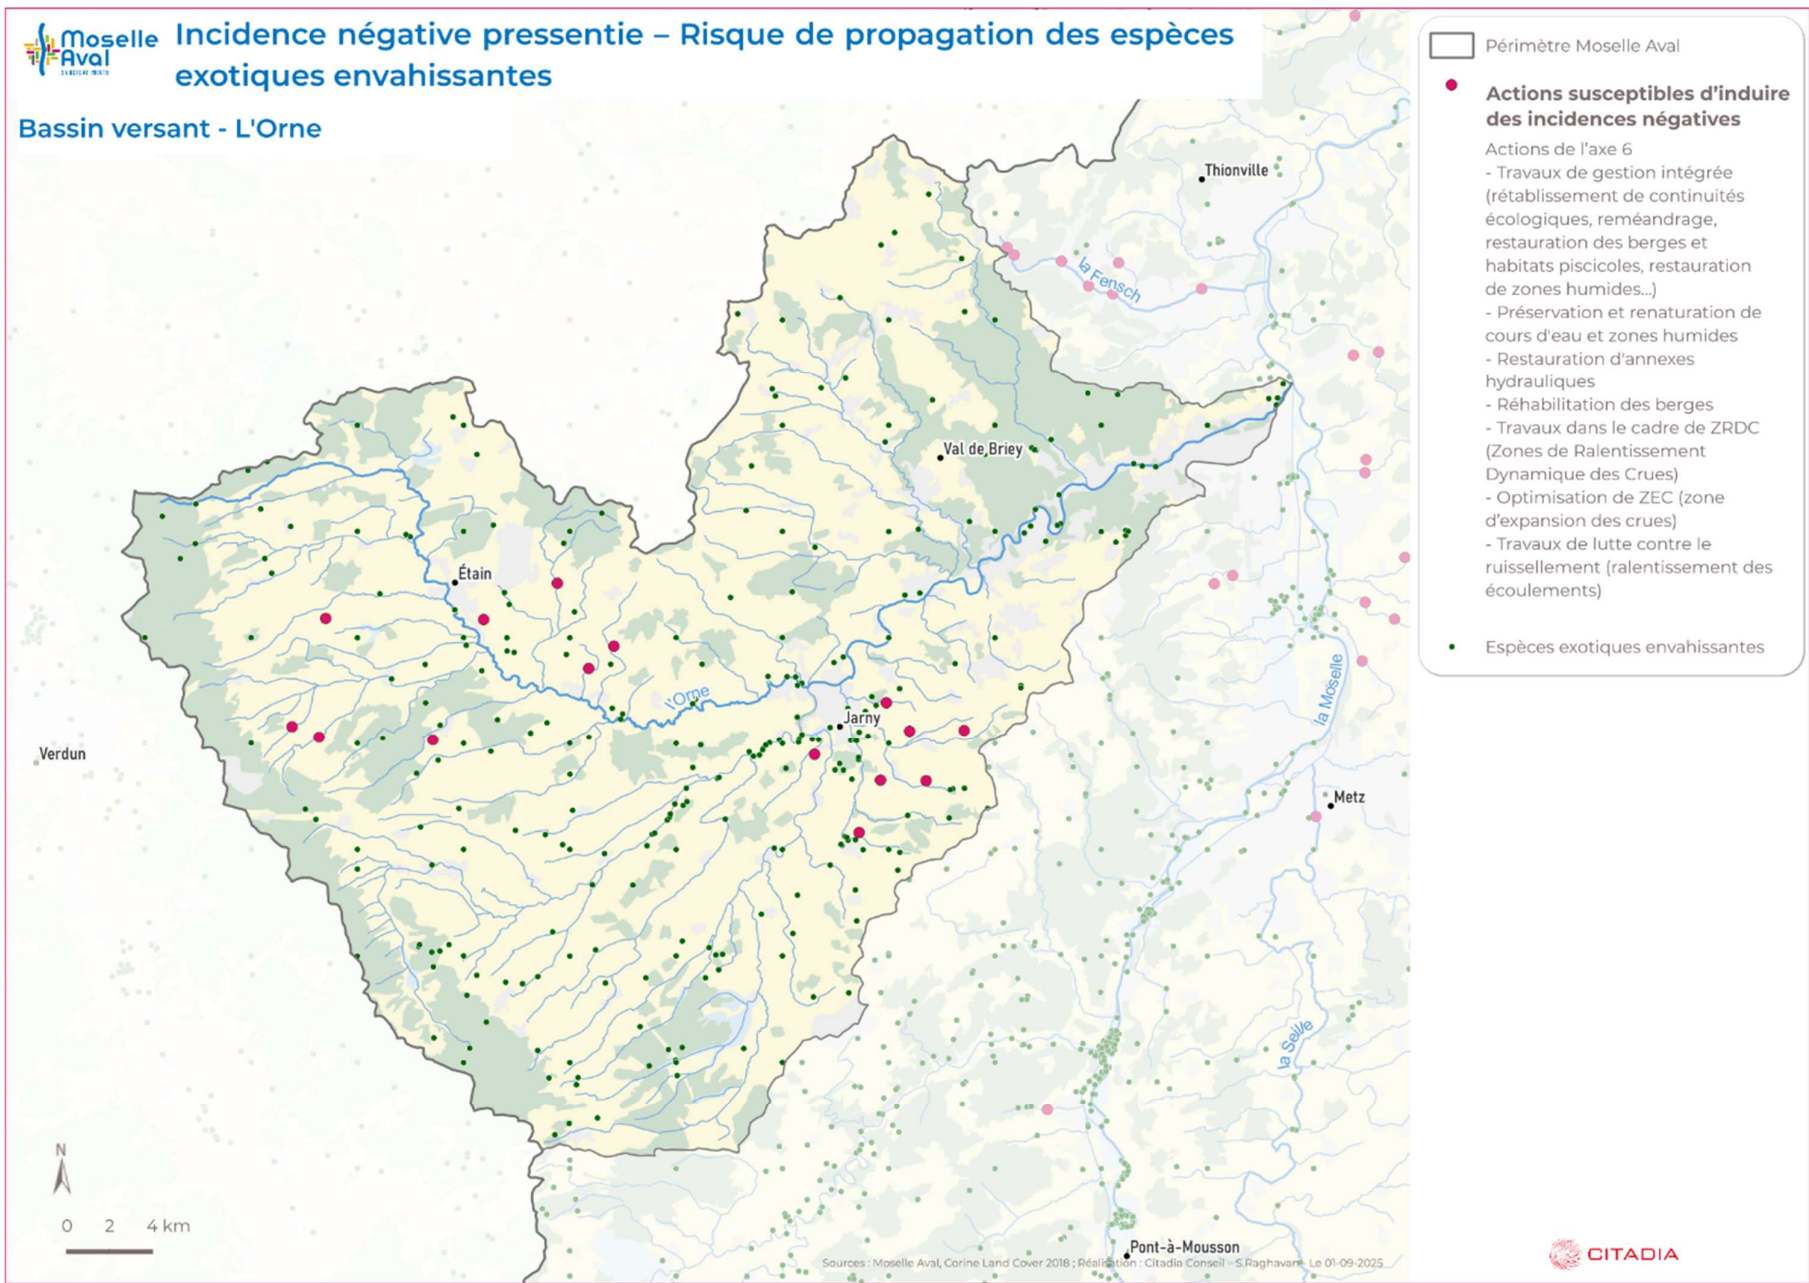 Moselle
Aval
SYNDICAT MIXTE
Incidence négative pressentie – Risque de propagation des espèces
exotiques envahissantes
Bassin versant - L'Orne
Thionville
la Fensch
Val de Briey
Étain
l'Orne
Jarny
Verdun
la Moselle
Metz
la Seille
Pont-à-Mousson
N
0 2 4 km
Sources : Moselle Aval, Corine Land Cover 2018 ; Réalisation : Citadia Conseil - S.Raghavan - Le 01-09-2025
Périmètre Moselle Aval
Actions susceptibles d'induire
des incidences négatives
Actions de l'axe 6
- Travaux de gestion intégrée
(rétablissement de continuités
écologiques, reméandrage,
restauration des berges et
habitats piscicoles, restauration
de zones humides...)
- Préservation et renaturation de
cours d'eau et zones humides
- Restauration d'annexes
hydrauliques
- Réhabilitation des berges
- Travaux dans le cadre de ZRDC
(Zones de Ralentissement
Dynamique des Crues)
- Optimisation de ZEC (zone
d'expansion des crues)
- Travaux de lutte contre le
ruissellement (ralentissement des
écoulements)
Espèces exotiques envahissantes
CITADIA